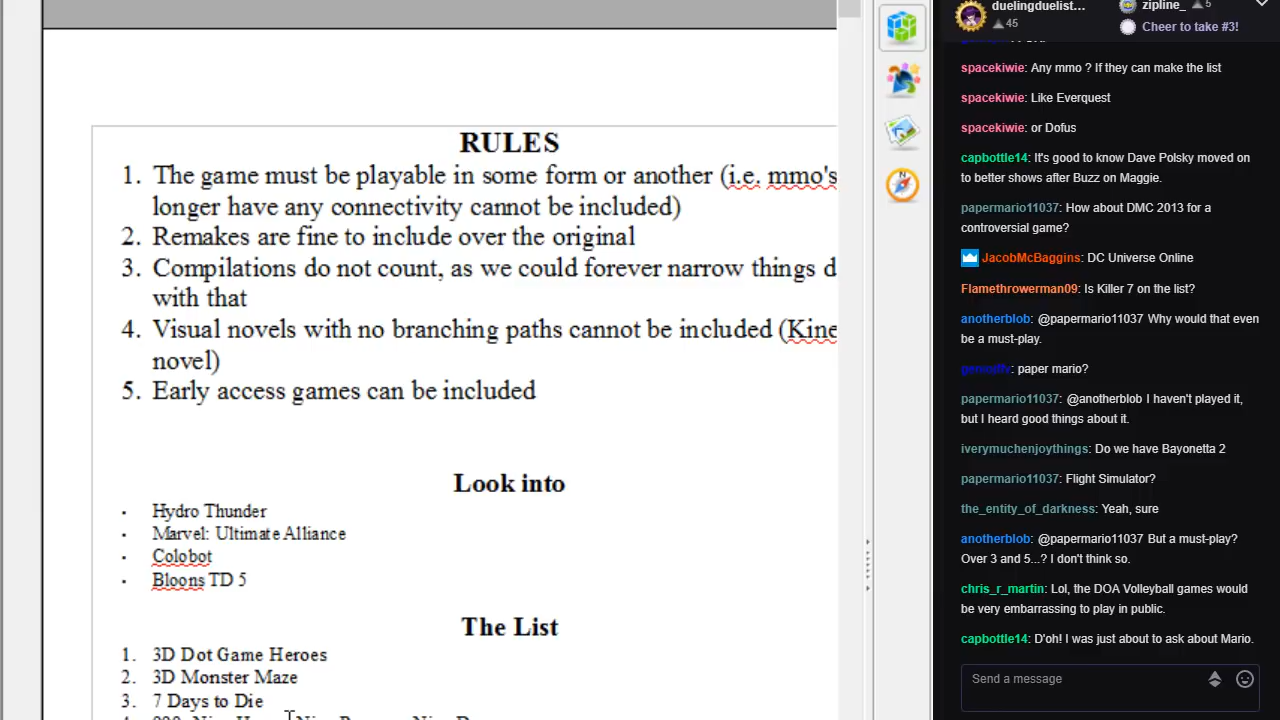 RULES
1. The game must be playable in some form or another (i.e. mmo's
longer have any connectivity cannot be included)
2. Remakes are fine to include over the original
3. Compilations do not count, as we could forever narrow things d
with that
4. Visual novels with no branching paths cannot be included (Kine
novel)
5. Early access games can be included
Look into
• Hydro Thunder
• Marvel: Ultimate Alliance
• Colobot
• Bloons TD 5
The List
1. 3D Dot Game Heroes
2. 3D Monster Maze
3. 7 Days to Die
duelingduelist...
45
zipline_ 5
Cheer to take #3!
spacekiwie: Any mmo ? If they can make the list
spacekiwie: Like Everquest
spacekiwie: or Dofus
capbottle14: It's good to know Dave Polsky moved on
to better shows after Buzz on Maggie.
papermario11037: How about DMC 2013 for a
controversial game?
JacobMcBaggins: DC Universe Online
Flamethrowerman09: Is Killer 7 on the list?
anotherblob: @papermario11037 Why would that even
be a must-play.
paper mario?
papermario11037: @anotherblob I haven't played it,
but I heard good things about it.
iverymuchenjoythings: Do we have Bayonetta 2
papermario11037: Flight Simulator?
the_entity_of_darkness: Yeah, sure
anotherblob: @papermario11037 But a must-play?
Over 3 and 5...? I don't think so.
chris_r_martin: Lol, the DOA Volleyball games would
be very embarrassing to play in public.
capbottle14: D'oh! I was just about to ask about Mario.
Send a message